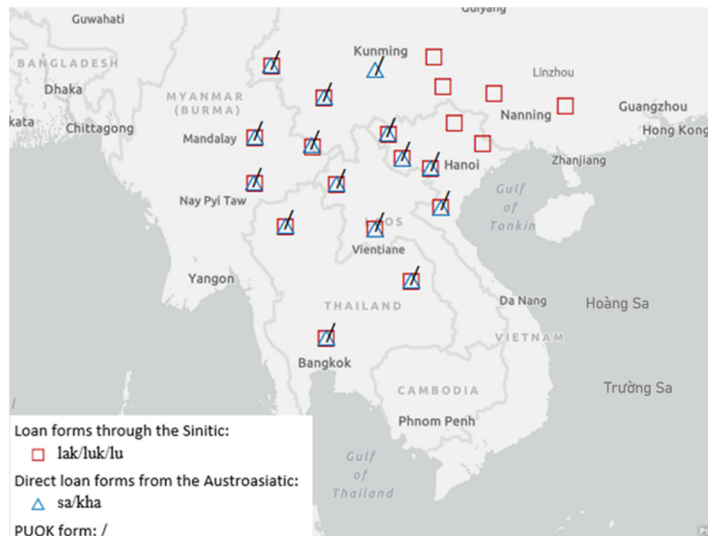 Guiyang
Guwahati
Kunming
BANGLADESH
Linzhou
Dhaka
MYANMAR
(BURMA)
Nanning
Guangzhou
kata
Chittagong
Mandalay
Hong Kong
Hanoi
Zhanjiang
Nay Pyi Taw
Gulf
of
Tonkin
Vientiane
Yangon
THAILAND
Da Nang
Hoàng Sa
VIETNAM
Bangkok
CAMBODIA
Trường Sa
Phnom Penh
Loan forms through the Sinitic:
lak/luk/lu
Gulf
of
Thailand
Direct loan forms from the Austroasiatic:
sa/kha
PUOK form: /